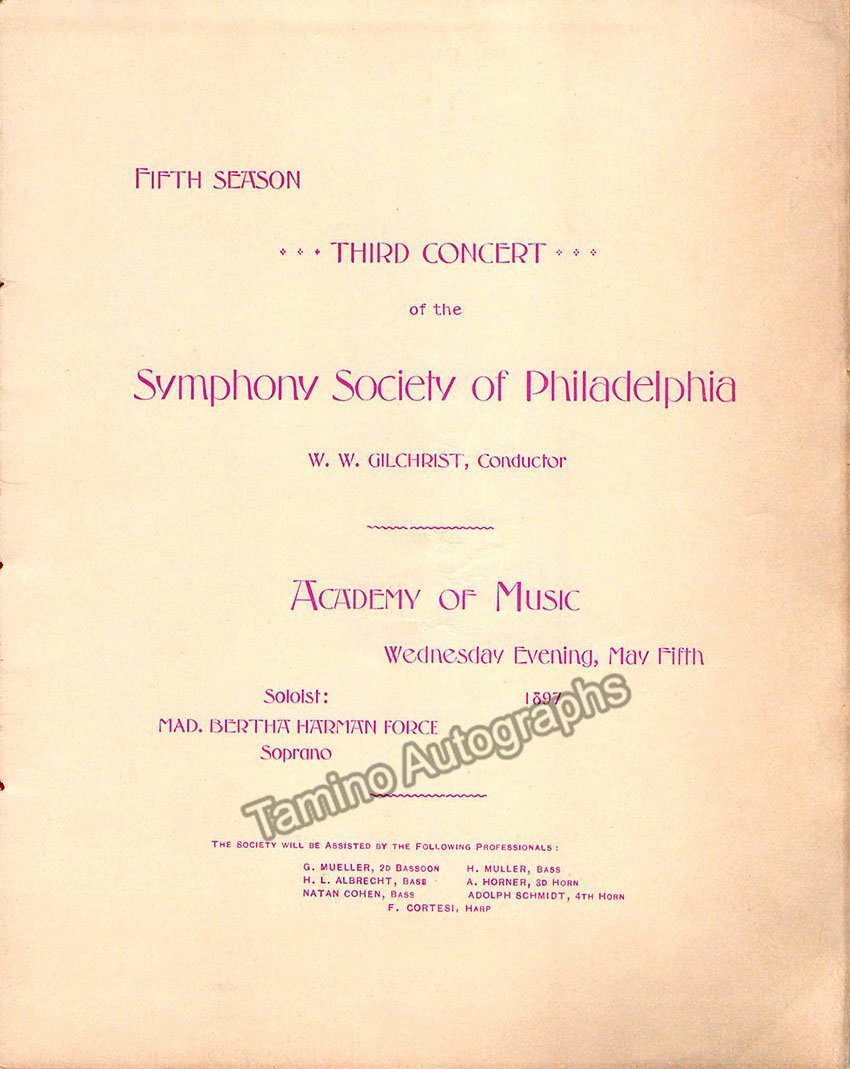 FIFTH SEASON
THIRD CONCERT
of the
Symphony Society of Philadelphia
W. W. GILCHRIST, Conductor
ACADEMY OF MUSIC
Wednesday Evening, May Fifth
Soloist: 1897
MAD. BERTHA HARMAN FORCE
Soprano
Tamino Autographs
THE SOCIETY WILL BE ASSISTED BY THE FOLLOWING PROFESSIONALS:
G. MUELLER, 2D BASSOON H. MULLER, BASS
H. L. ALBRECHT, BASS A. HORNER, 3D HORN
NATAN COHEN, BASS ADOLPH SCHMIDT, 4TH HORN
F. CORTESI, HARP